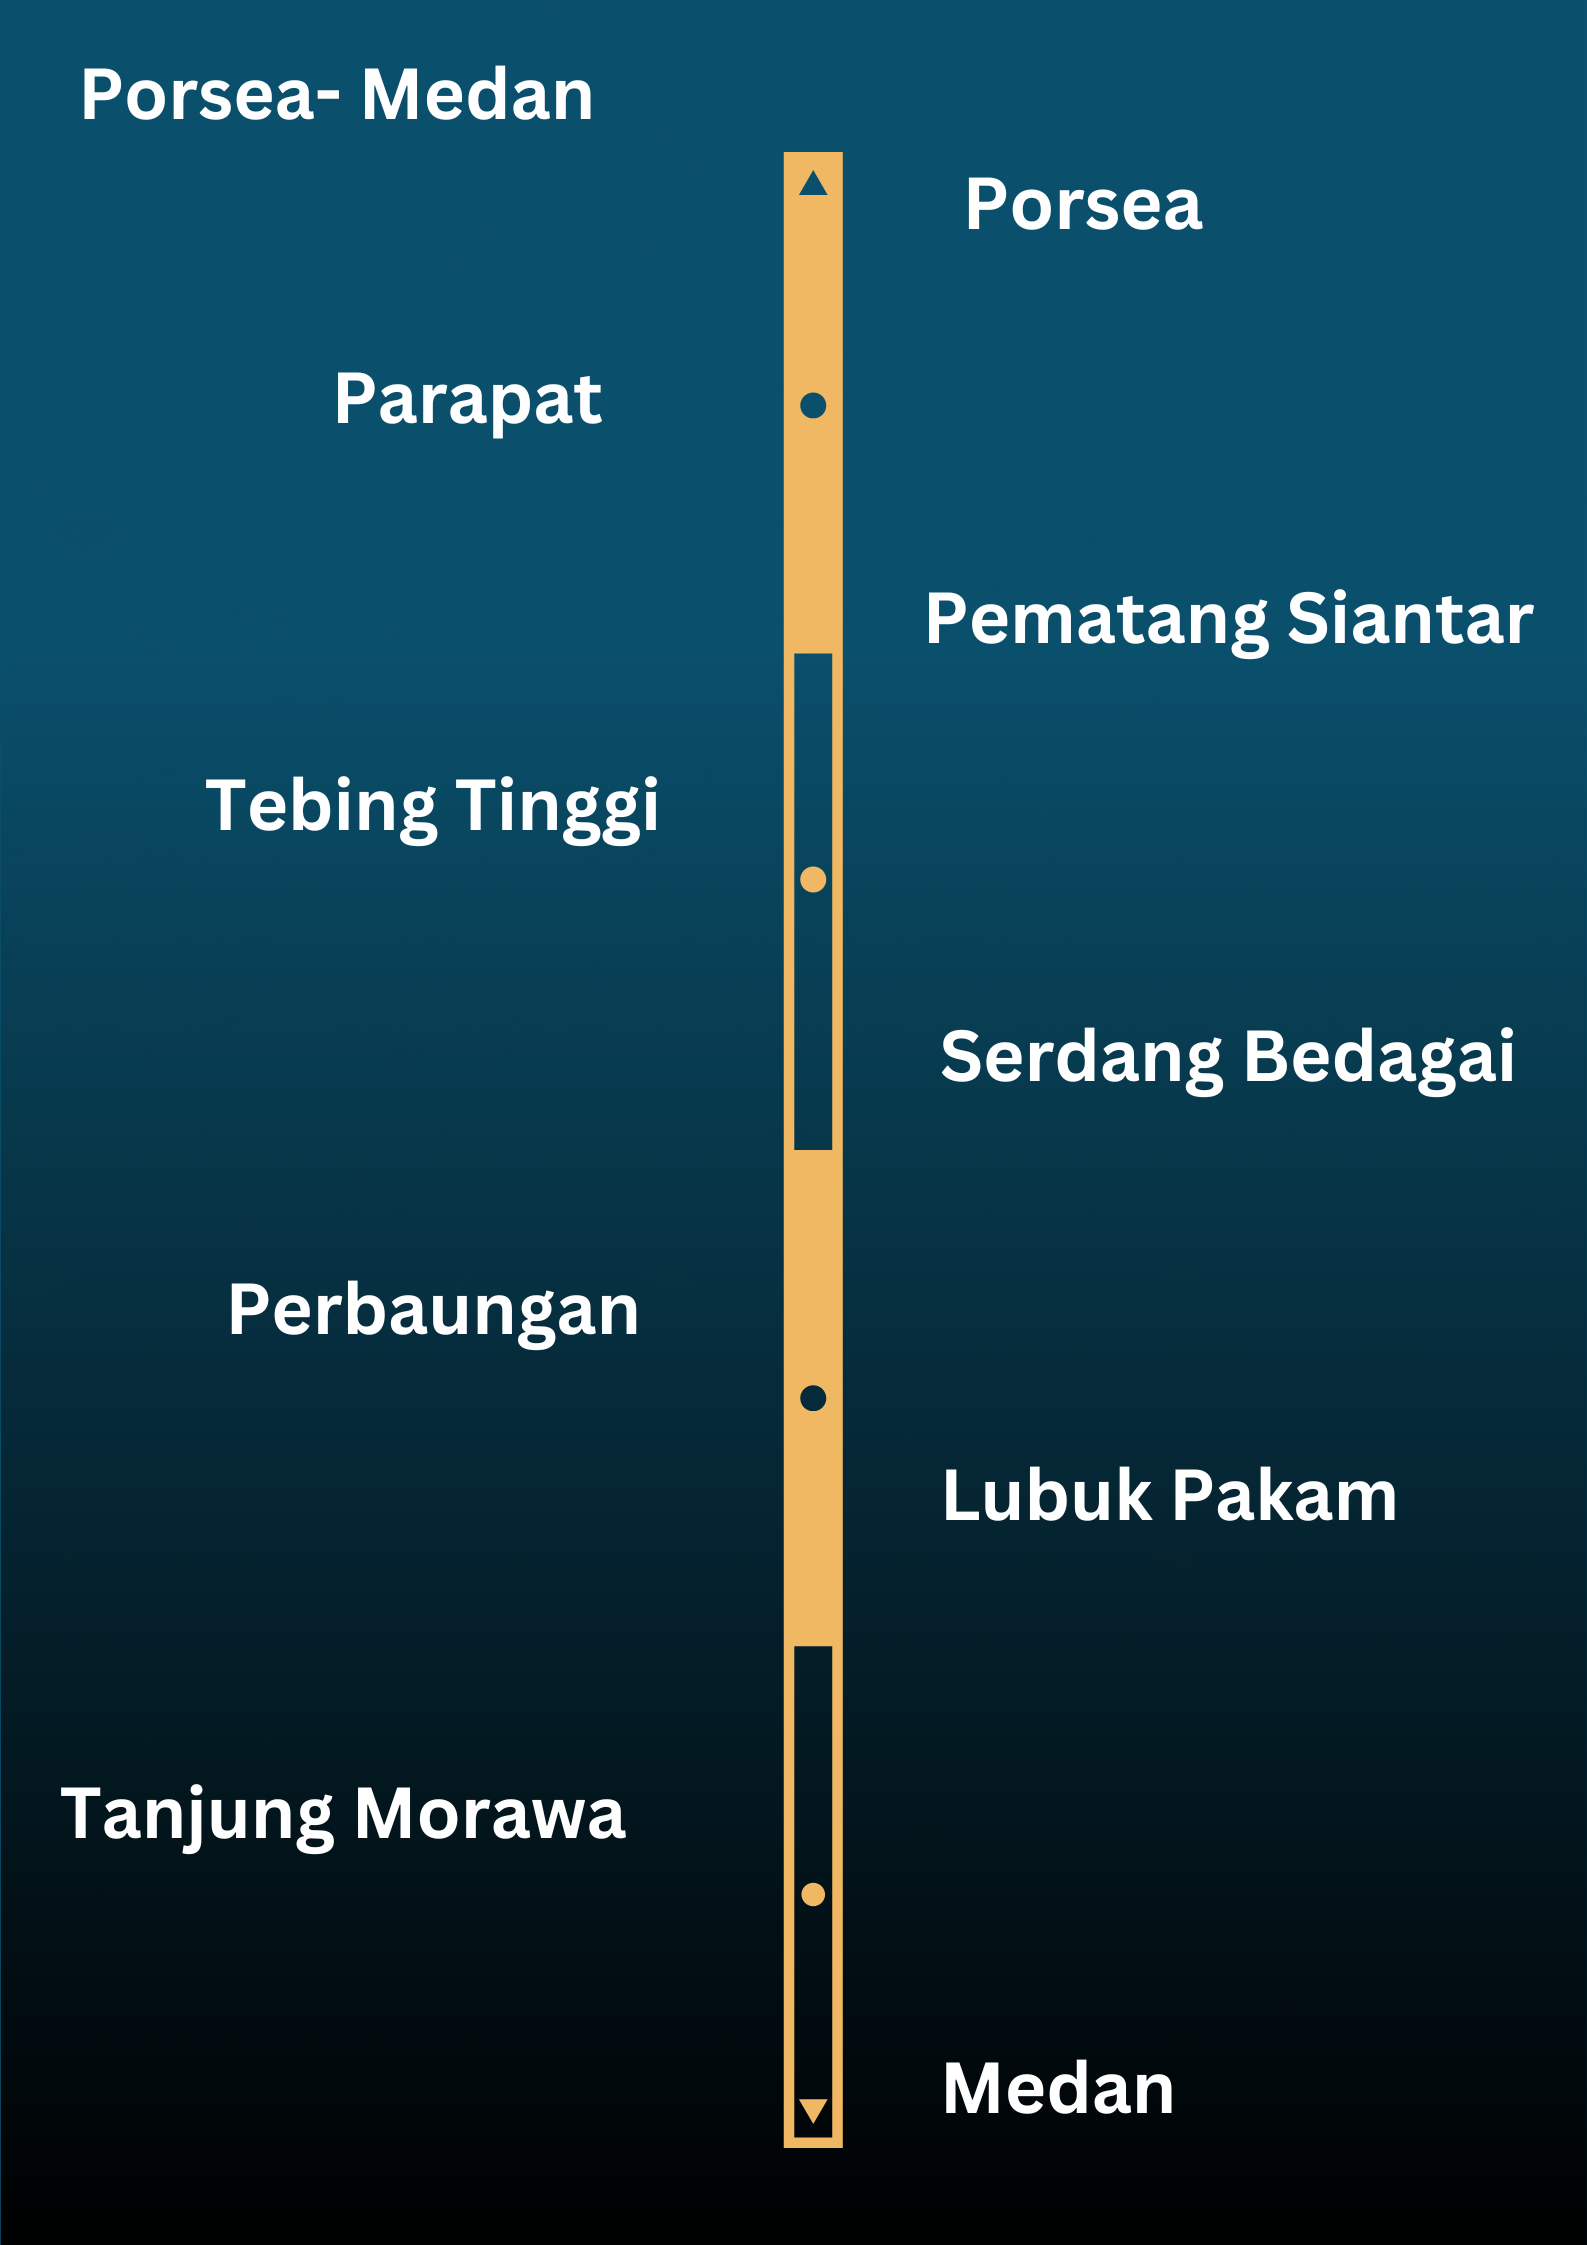 Porsea- Medan
Porsea
Parapat
Pematang Siantar
Tebing Tinggi
Serdang Bedagai
Perbaungan
Lubuk Pakam
Tanjung Morawa
Medan